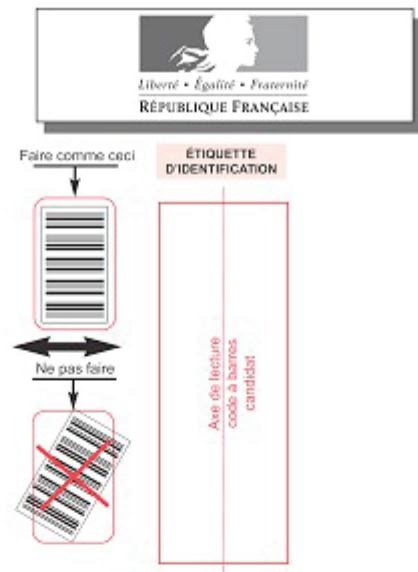 Liberté • Égalité • Fraternité
RÉPUBLIQUE FRANÇAISE
Faire comme ceci
ÉTIQUETTE
D'IDENTIFICATION
Axe de lecture
code à barres
candidat
Ne pas faire